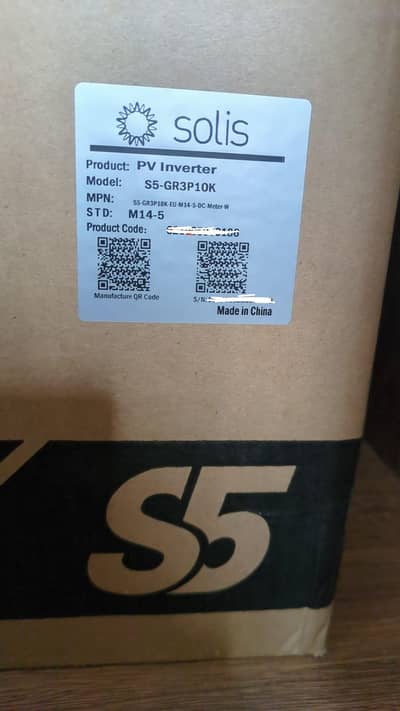 solis
Product: PV Inverter
Model: S5-GR3P10K
MPN: S5-GR3P10K-EU-M14-5-DC-Meter-W
STD: M14-5
Product Code:
Manufacture QR Code
S/N:
Made in China
S5